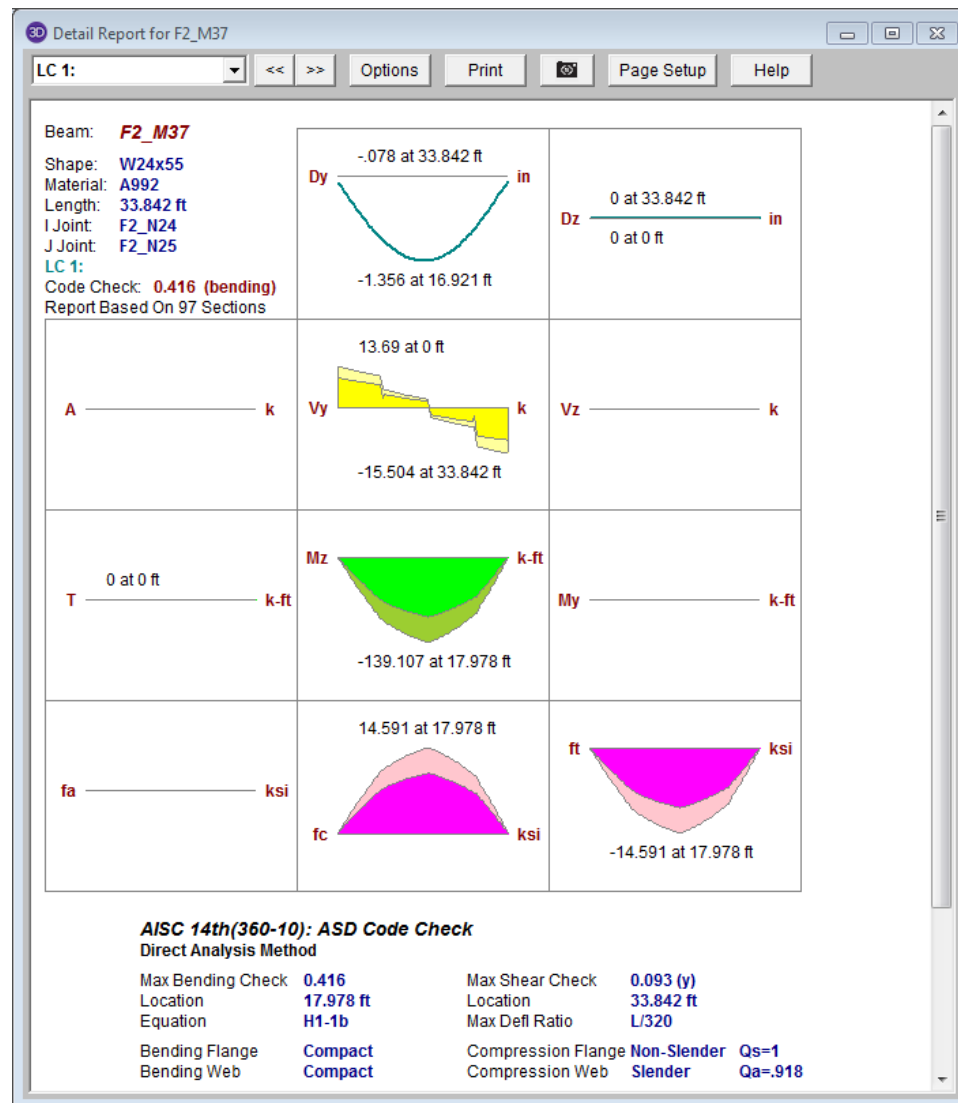 3D Detail Report for F2_M37
LC 1: << >> Options Print Page Setup Help
Beam: F2_M37
Shape: W24x55
Material: A992
Length: 33.842 ft
I Joint: F2_N24
J Joint: F2_N25
LC 1:
Code Check: 0.416 (bending)
Report Based On 97 Sections
-.078 at 33.842 ft
Dy in
-1.356 at 16.921 ft
0 at 33.842 ft
Dz in
0 at 0 ft
A k
13.69 at 0 ft
Vy k
-15.504 at 33.842 ft
Vz k
0 at 0 ft
T k-ft
Mz k-ft
-139.107 at 17.978 ft
My k-ft
fa ksi
14.591 at 17.978 ft
fc ksi
ft ksi
-14.591 at 17.978 ft
AISC 14th(360-10): ASD Code Check
Direct Analysis Method
Max Bending Check 0.416 Max Shear Check 0.093 (y)
Location 17.978 ft Location 33.842 ft
Equation H1-1b Max Defl Ratio L/320
Bending Flange Compact Compression Flange Non-Slender Qs=1
Bending Web Compact Compression Web Slender Qa=.918